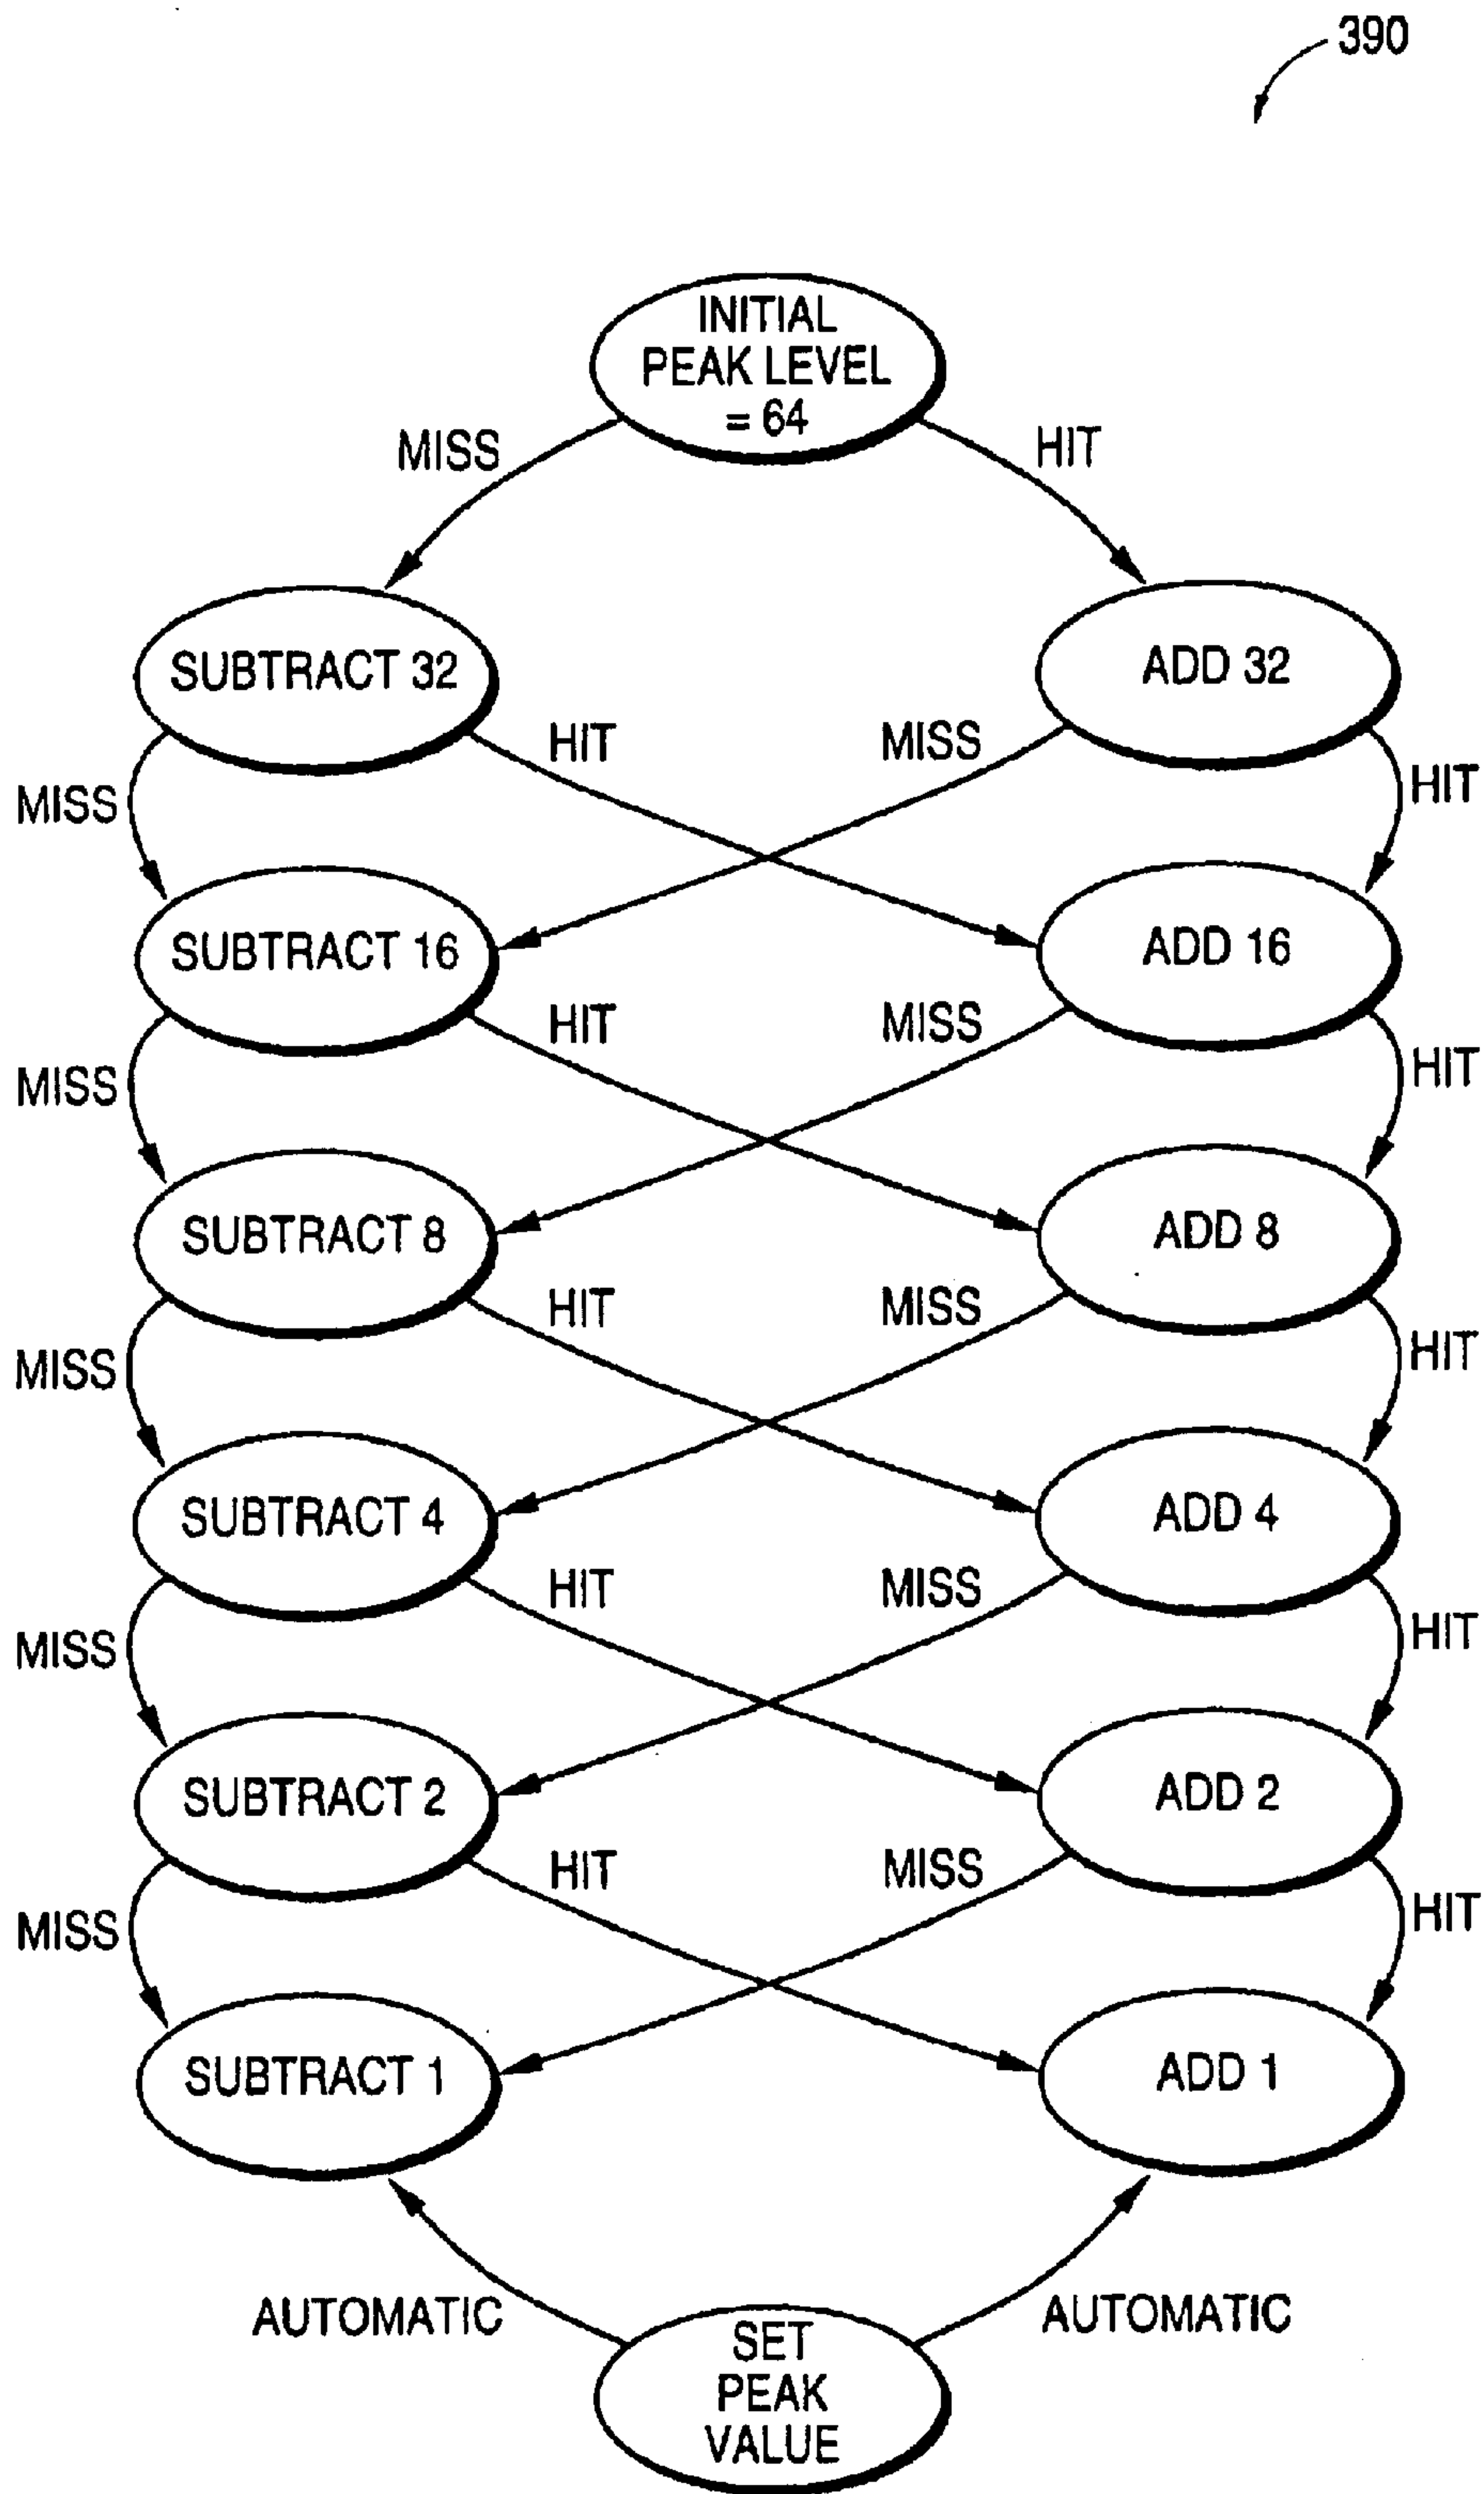 390
INITIAL
PEAK LEVEL
= 64
MISS
HIT
SUBTRACT 32
ADD 32
HIT
MISS
MISS
HIT
SUBTRACT 16
ADD 16
HIT
MISS
MISS
HIT
SUBTRACT 8
ADD 8
HIT
MISS
MISS
HIT
SUBTRACT 4
ADD 4
HIT
MISS
MISS
HIT
SUBTRACT 2
ADD 2
HIT
MISS
MISS
HIT
SUBTRACT 1
ADD 1
AUTOMATIC
AUTOMATIC
SET
PEAK
VALUE